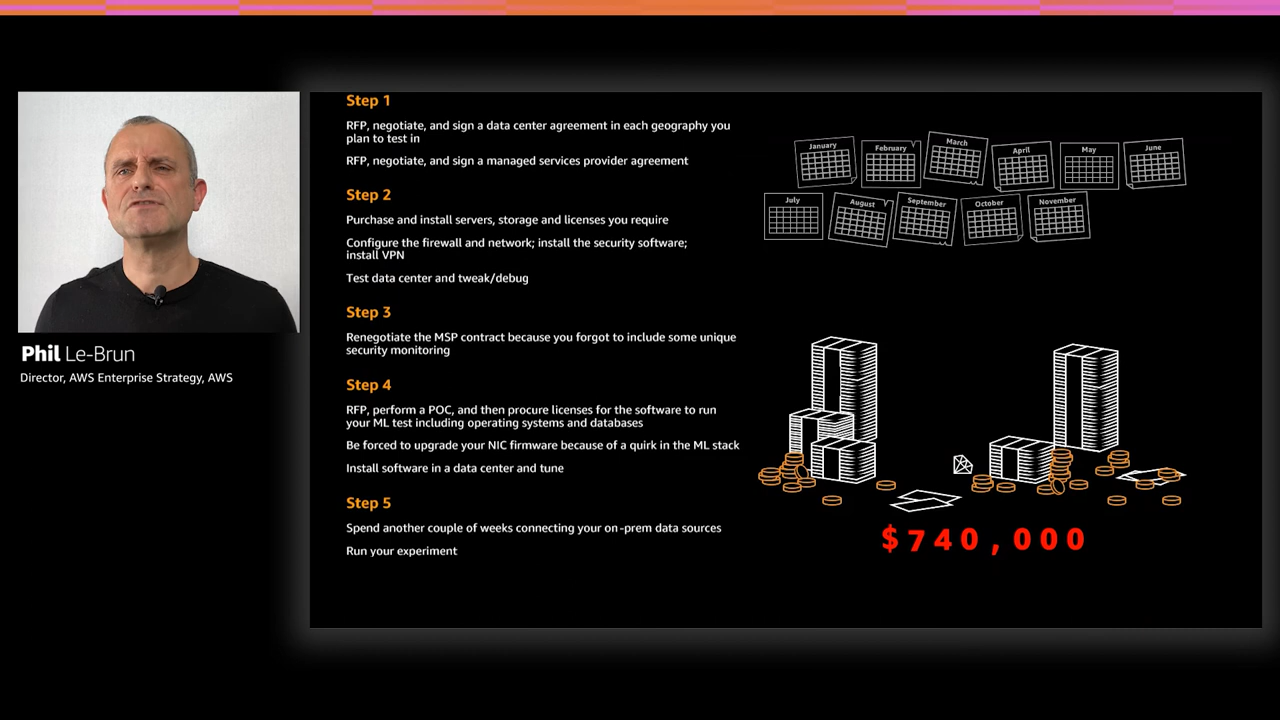 Step 1
RFP, negotiate, and sign a data center agreement in each geography you
plan to test in
RFP, negotiate, and sign a managed services provider agreement
Step 2
Purchase and install servers, storage and licenses you require
Configure the firewall and network; install the security software;
install VPN
Test data center and tweak/debug
Step 3
Renegotiate the MSP contract because you forgot to include some unique
security monitoring
Step 4
RFP, perform a POC, and then procure licenses for the software to run
your ML test including operating systems and databases
Be forced to upgrade your NIC firmware because of a quirk in the ML stack
Install software in a data center and tune
Step 5
Spend another couple of weeks connecting your on-prem data sources
Run your experiment
January
February
March
April
May
June
July
August
September
October
November
$740,000
Phil Le-Brun
Director, AWS Enterprise Strategy, AWS